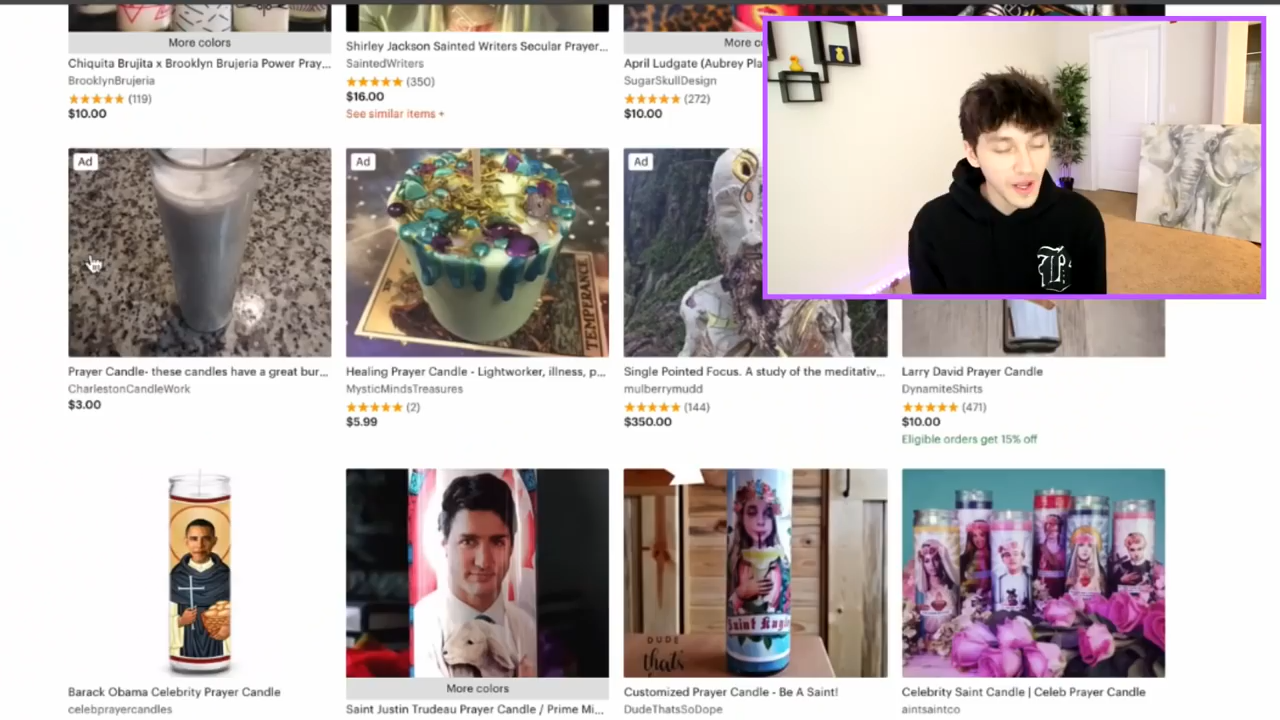 More colors
Chiquita Brujita x Brooklyn Brujeria Power Pray...
BrooklynBrujeria
(119)
$10.00
Shirley Jackson Sainted Writers Secular Prayer...
SaintedWriters
(350)
$16.00
See similar items +
More co
April Ludgate (Aubrey Pla
SugarSkullDesign
(272)
$10.00
Ad
Prayer Candle- these candles have a great bur...
CharlestonCandleWork
$3.00
Ad
TEMPERANCE
Healing Prayer Candle - Lightworker, illness, p...
MysticMindsTreasures
(2)
$5.99
Ad
Single Pointed Focus. A study of the meditativ...
mulberrymudd
(144)
$350.00
Larry David Prayer Candle
DynamiteShirts
(471)
$10.00
Eligible orders get 15% off
Barack Obama Celebrity Prayer Candle
celebprayercandles
More colors
Saint Justin Trudeau Prayer Candle / Prime Mi...
DUDE
thats
Customized Prayer Candle - Be A Saint!
DudeThatsSoDope
Celebrity Saint Candle | Celeb Prayer Candle
aintsaintco